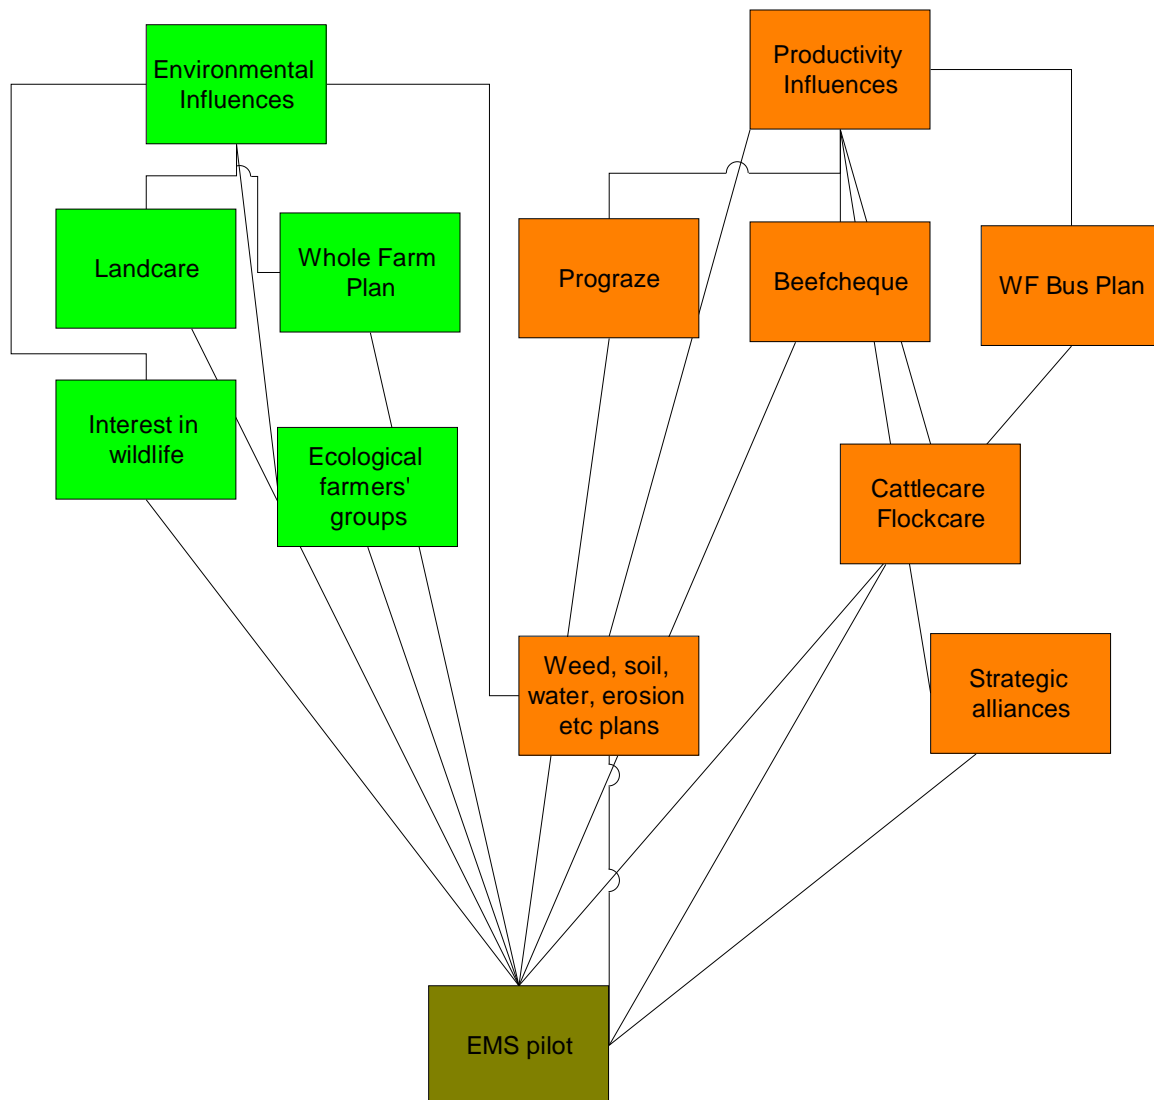 Environmental
Influences
Productivity
Influences
Landcare
Whole Farm
Plan
Prograze
Beefcheque
WF Bus Plan
Interest in
wildlife
Ecological
farmers'
groups
Cattlecare
Flockcare
Weed, soil,
water, erosion
etc plans
Strategic
alliances
EMS pilot